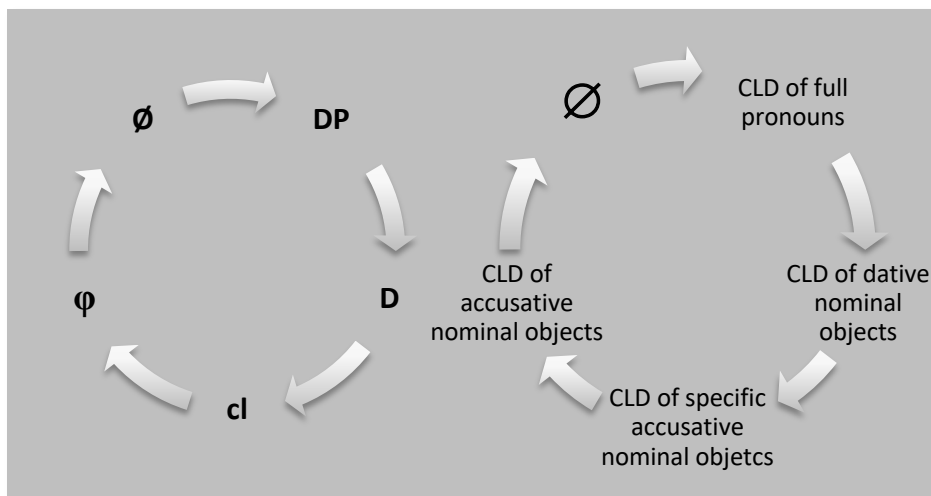 Ø
DP
D
cl
φ
∅
CLD of full
pronouns
CLD of dative
nominal
objects
CLD of specific
accusative
nominal objetcs
CLD of
accusative
nominal objects